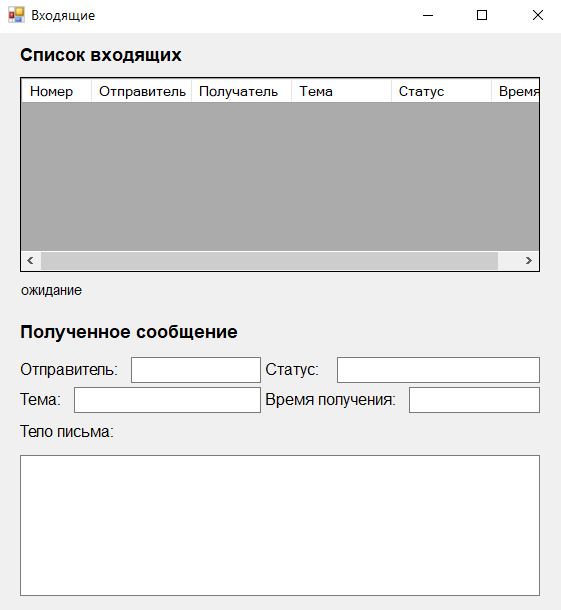 Входящие
Список входящих
Номер Отправитель Получатель Тема Статус Время
ожидание
Полученное сообщение
Отправитель: Статус:
Тема: Время получения:
Тело письма: